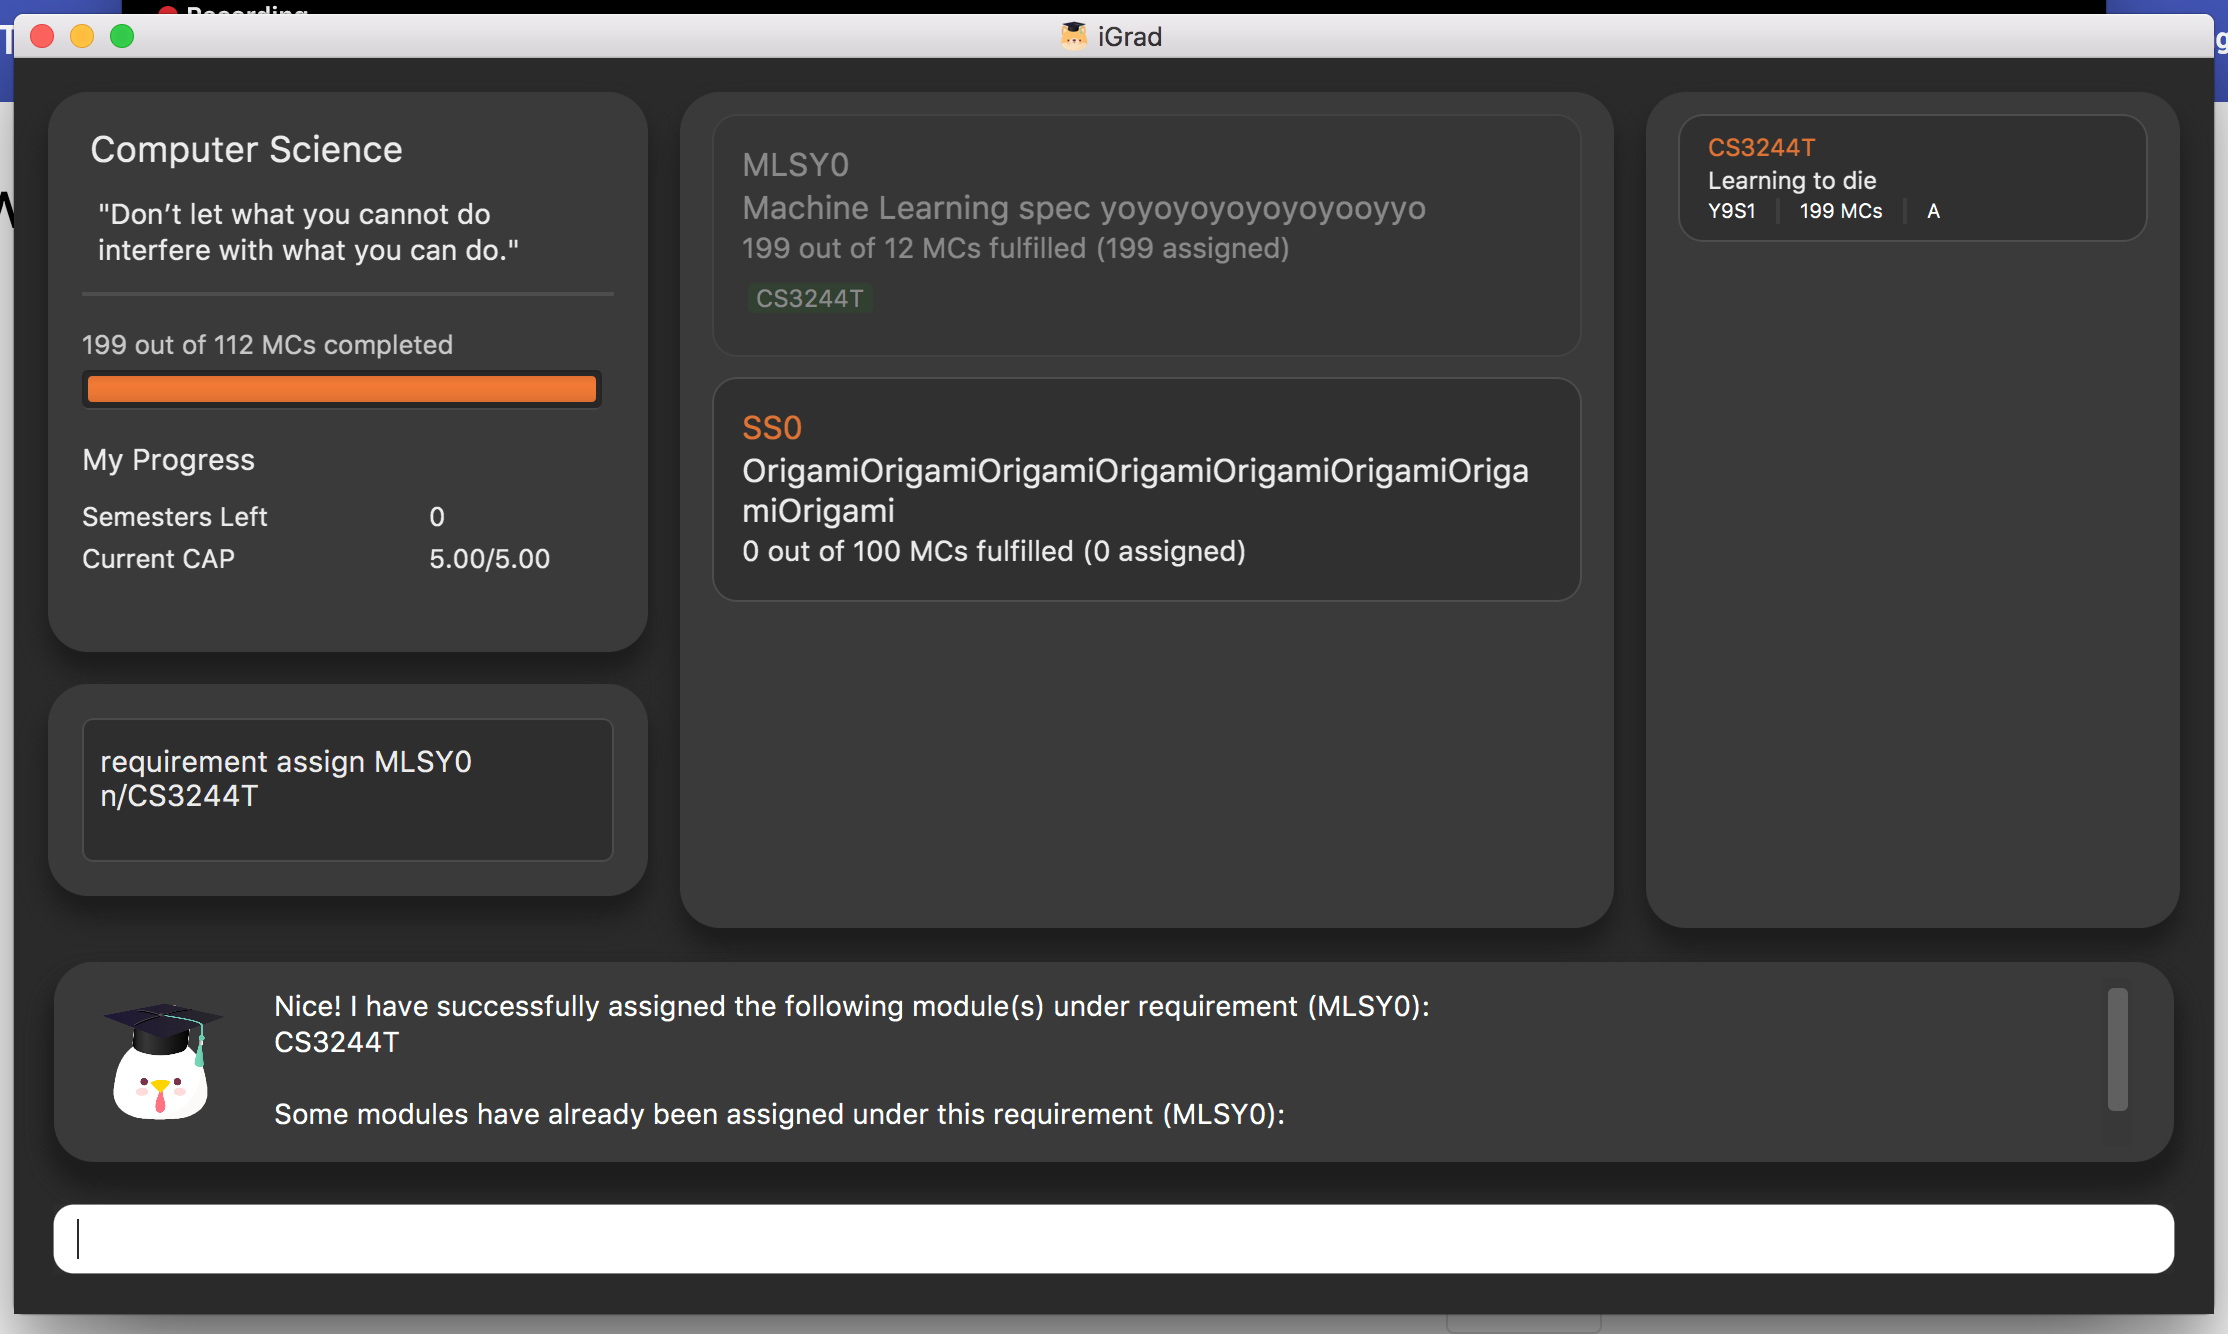 Recording
iGrad
Computer Science
"Don’t let what you cannot do
interfere with what you can do."
199 out of 112 MCs completed
My Progress
Semesters Left 0
Current CAP 5.00/5.00
requirement assign MLSY0
n/CS3244T
MLSY0
Machine Learning spec yoyoyoyoyoyoyooyyo
199 out of 12 MCs fulfilled (199 assigned)
CS3244T
SS0
OrigamiOrigamiOrigamiOrigamiOrigamiOrigamiOriga
miOrigami
0 out of 100 MCs fulfilled (0 assigned)
CS3244T
Learning to die
Y9S1 199 MCs A
Nice! I have successfully assigned the following module(s) under requirement (MLSY0):
CS3244T
Some modules have already been assigned under this requirement (MLSY0):